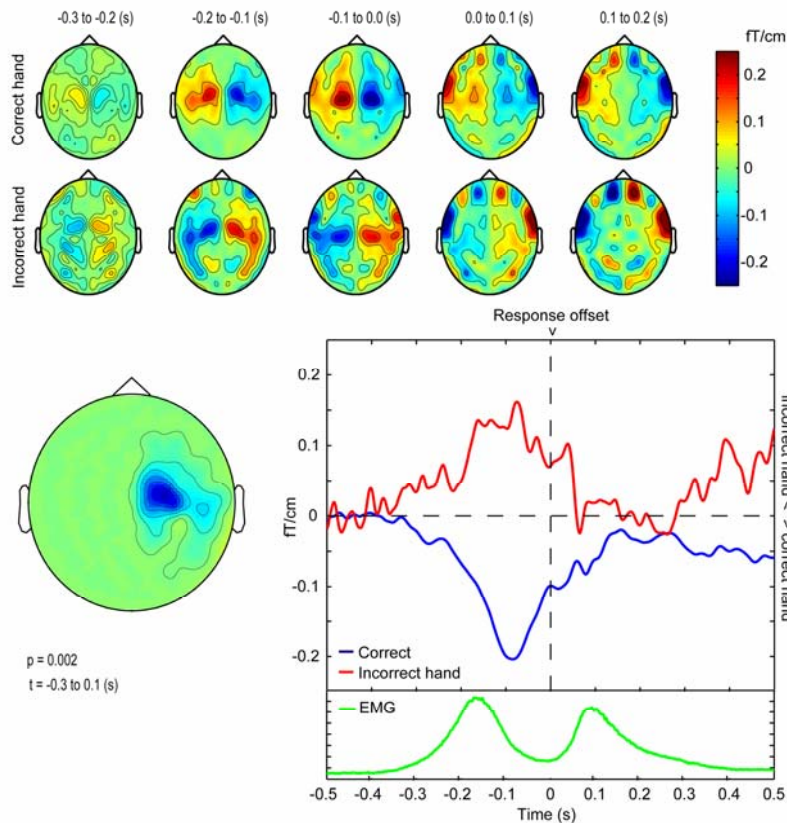 -0.3 to -0.2 (s)
-0.2 to -0.1 (s)
-0.1 to 0.0 (s)
0.0 to 0.1 (s)
0.1 to 0.2 (s)
fT/cm
Correct hand
0.2
0.1
0
-0.1
-0.2
Incorrect hand
Response offset
v
0.2
0.1
0
-0.1
-0.2
fT/cm
Correct
Incorrect hand
Incorrect hand < > correct hand
p = 0.002
t = -0.3 to 0.1 (s)
EMG
-0.5
-0.4
-0.3
-0.2
-0.1
0
0.1
0.2
0.3
0.4
0.5
Time (s)